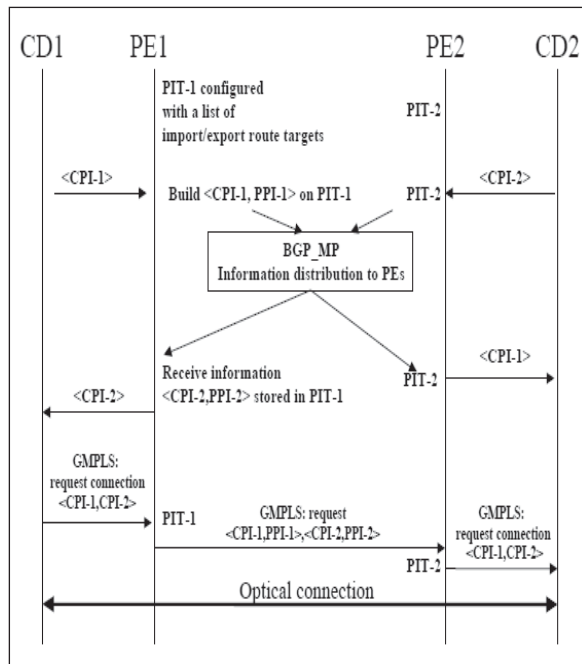 CD1 PE1 PE2 CD2
PIT-1 configured
with a list of
import/export route targets
PIT-2
<CPI-1>
Build <CPI-1, PPI-1> on PIT-1
PIT-2
<CPI-2>
BGP_MP
Information distribution to PEs
Receive information
<CPI-2,PPI-2> stored in PIT-1
PIT-2
<CPI-1>
<CPI-2>
GMPLS:
request connection
<CPI-1,CPI-2>
PIT-1
GMPLS: request
<CPI-1,PPI-1>,<CPI-2,PPI-2>
GMPLS:
request connection
<CPI-1,CPI-2>
PIT-2
Optical connection